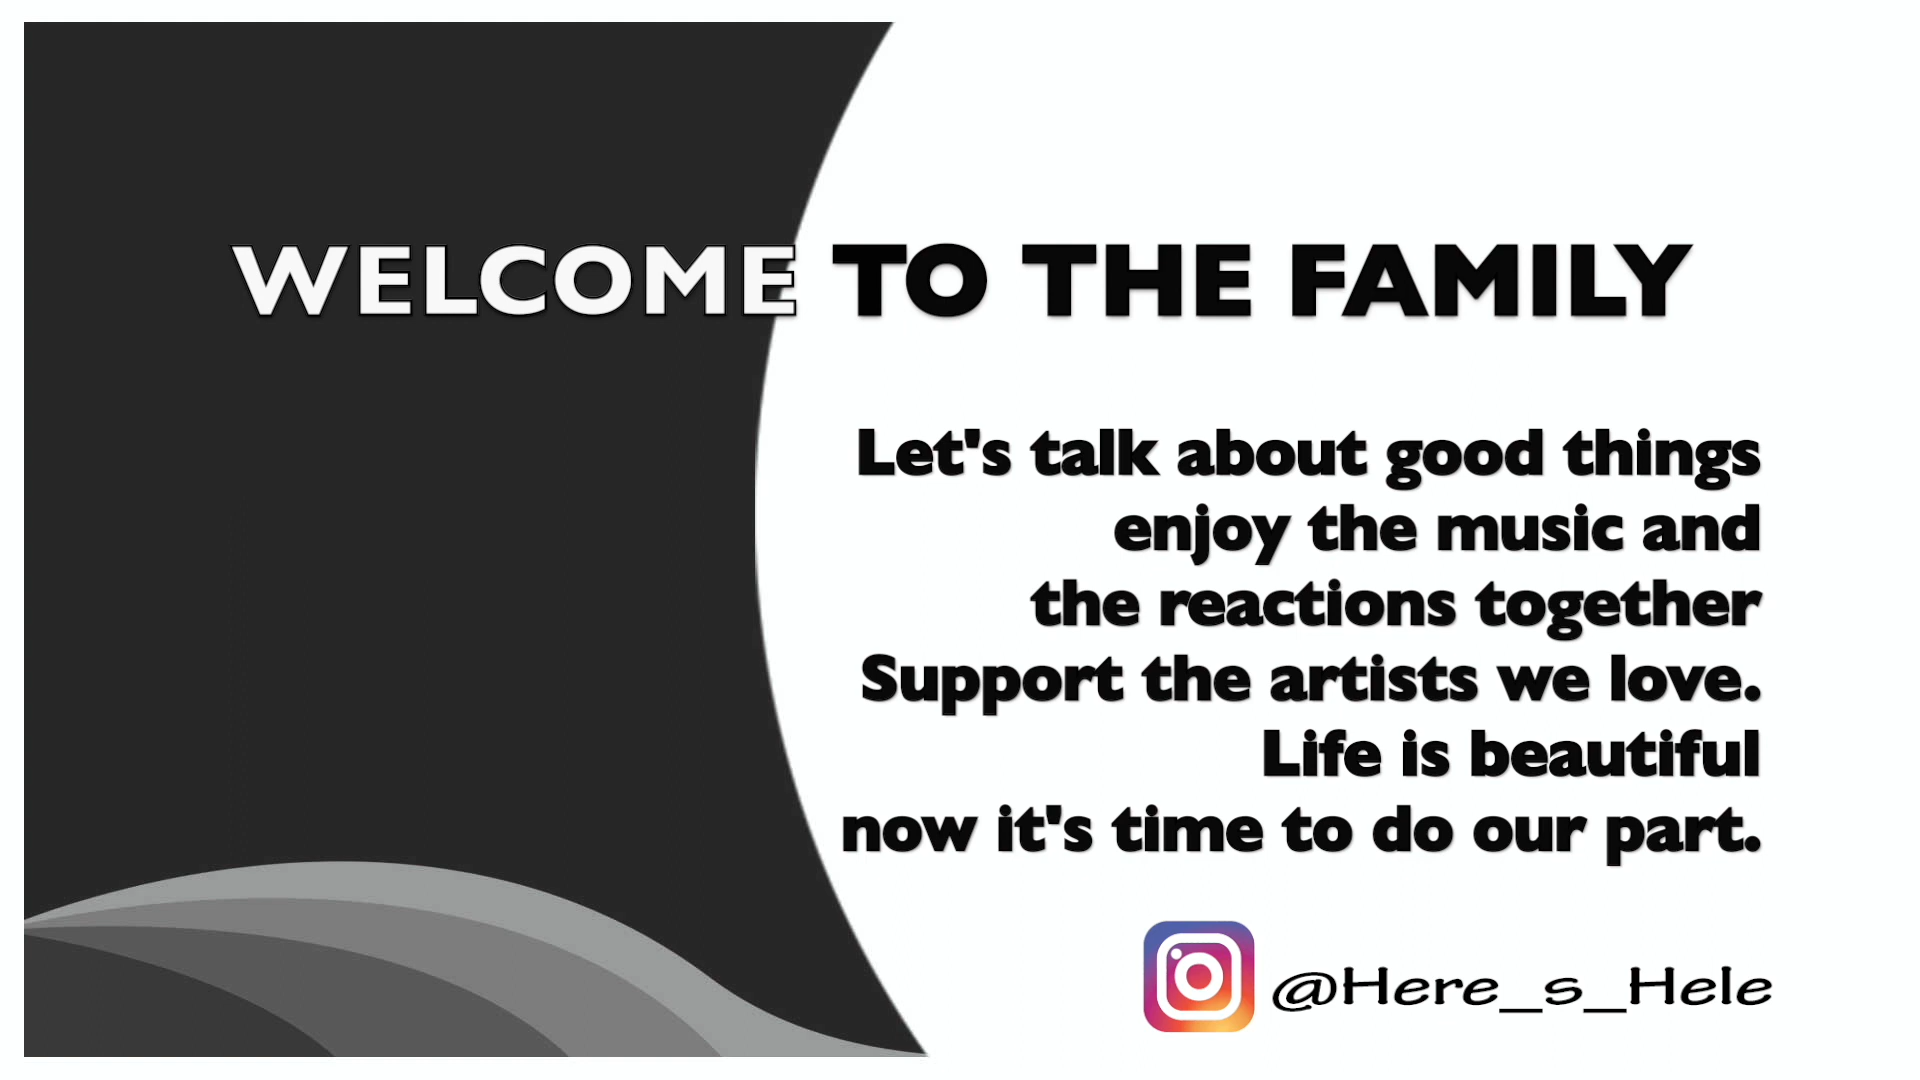 WELCOME TO THE FAMILY
Let's talk about good things
enjoy the music and
the reactions together
Support the artists we love.
Life is beautiful
now it's time to do our part.
@Here_s_Hele